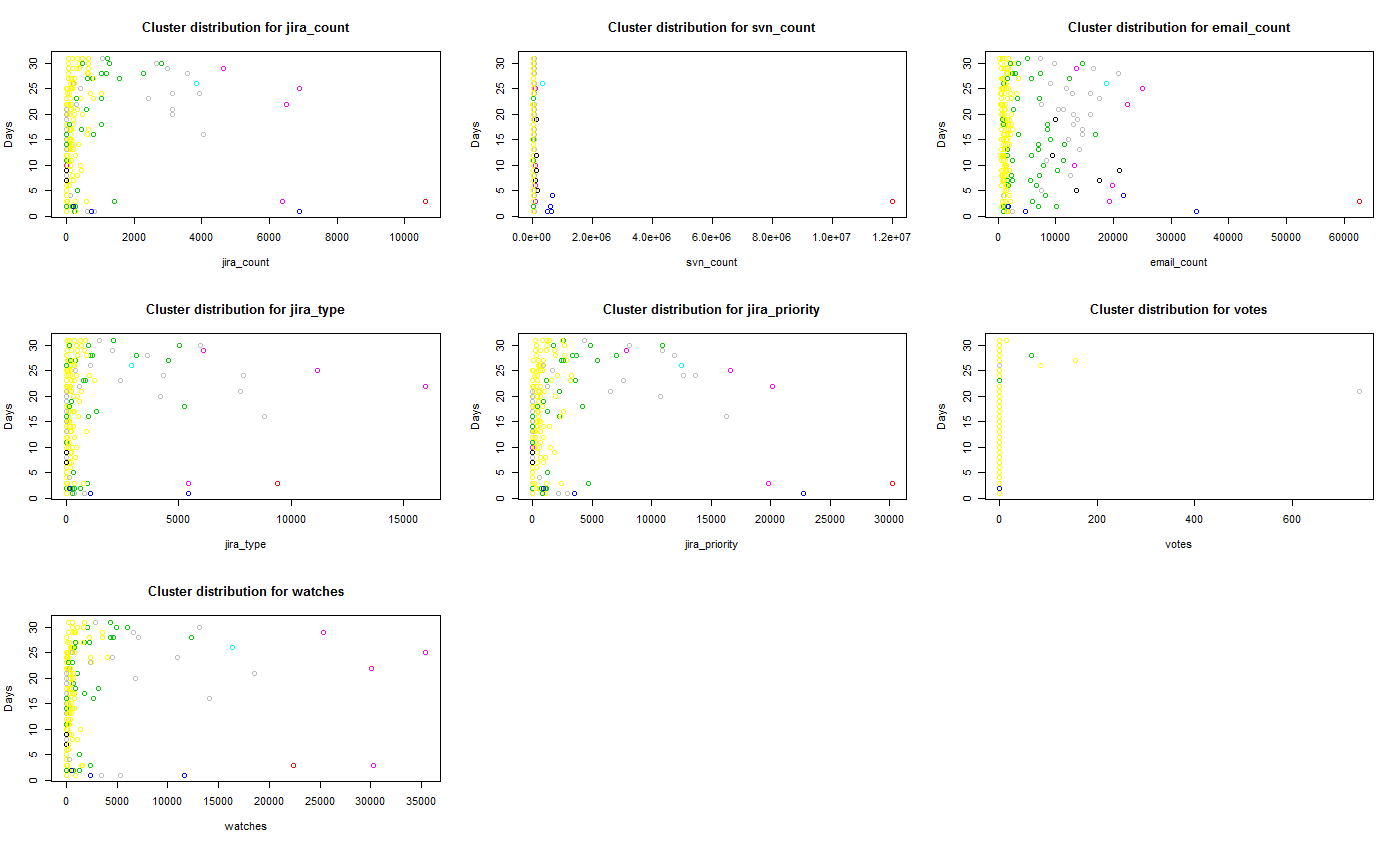 Cluster distribution for jira_count
Days
0 5 10 15 20 25 30
0 2000 4000 6000 8000 10000
jira_count
Cluster distribution for svn_count
Days
0 5 10 15 20 25 30
0.0e+00 2.0e+06 4.0e+06 6.0e+06 8.0e+06 1.0e+07 1.2e+07
svn_count
Cluster distribution for email_count
Days
0 5 10 15 20 25 30
0 10000 20000 30000 40000 50000 60000
email_count
Cluster distribution for jira_type
Days
0 5 10 15 20 25 30
0 5000 10000 15000
jira_type
Cluster distribution for jira_priority
Days
0 5 10 15 20 25 30
0 5000 10000 15000 20000 25000 30000
jira_priority
Cluster distribution for votes
Days
0 5 10 15 20 25 30
0 200 400 600
votes
Cluster distribution for watches
Days
0 5 10 15 20 25 30
0 5000 10000 15000 20000 25000 30000 35000
watches